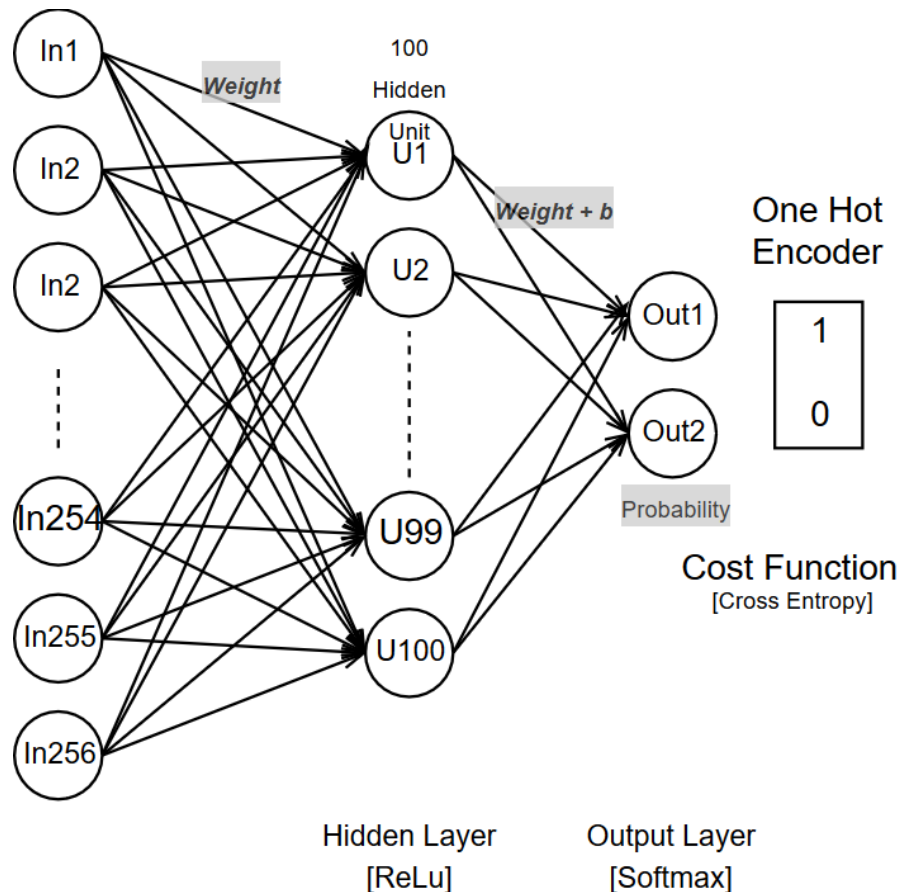 In1
In2
In2
In254
In255
In256
Weight
100
Hidden
Unit
U1
U2
U99
U100
Weight + b
Out1
Out2
Probability
One Hot
Encoder
1
0
Cost Function
[Cross Entropy]
Hidden Layer
[ReLu]
Output Layer
[Softmax]